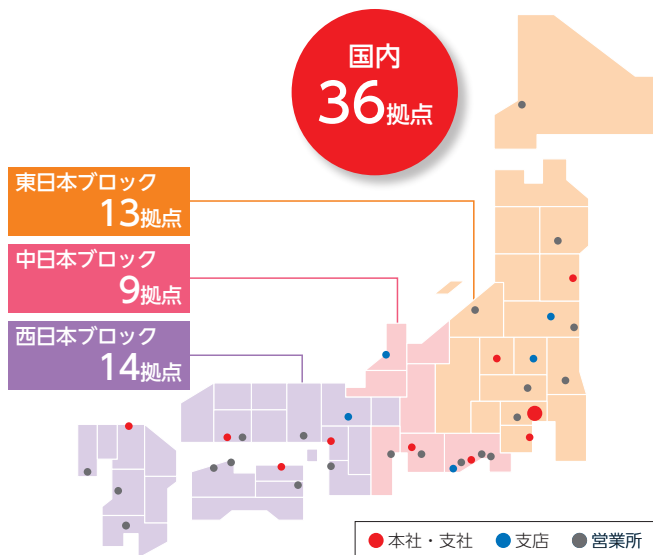 国内
36拠点
東日本ブロック
13拠点
中日本ブロック
9拠点
西日本ブロック
14拠点
本社・支社 支店 営業所